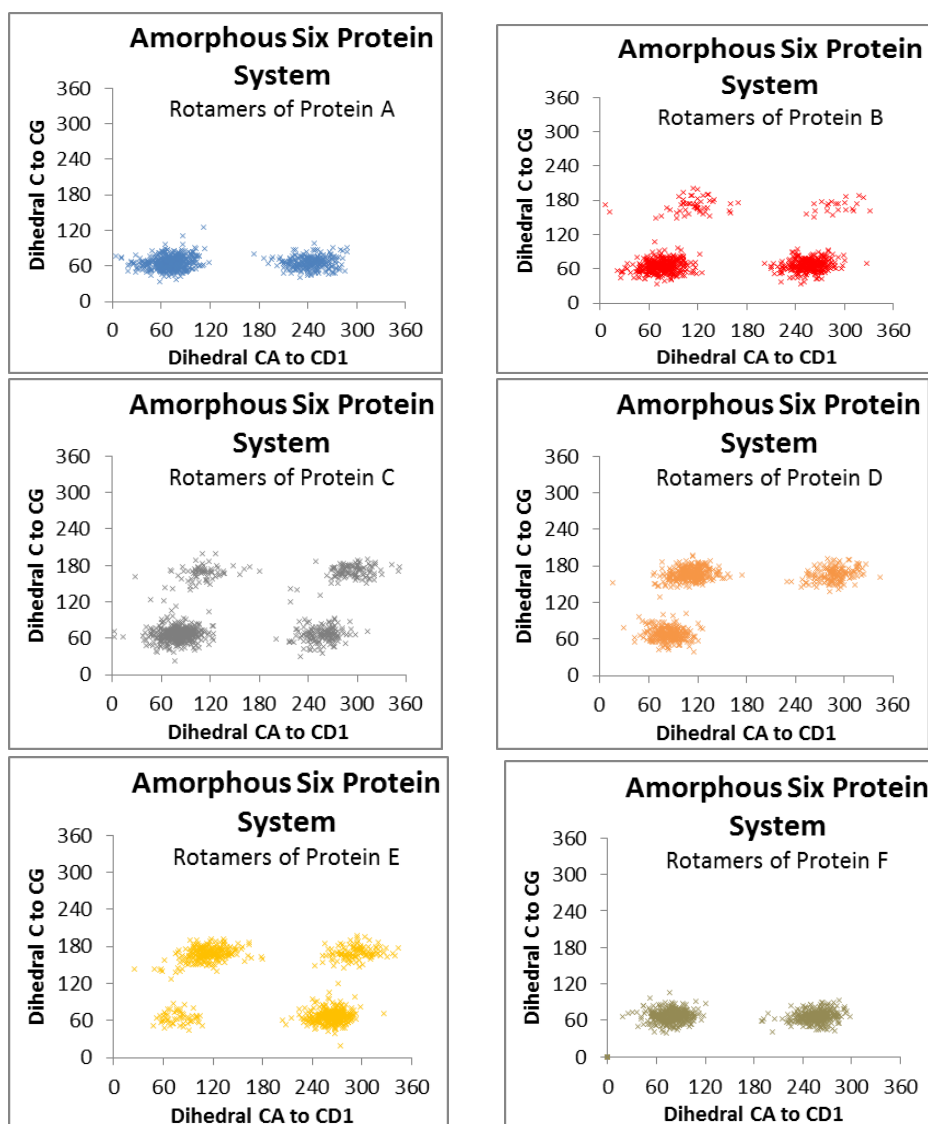 Amorphous Six Protein
System
Rotamers of Protein A
Dihedral C to CG
360
300
240
180
120
60
0
0 60 120 180 240 300 360
Dihedral CA to CD1
Amorphous Six Protein
System
Rotamers of Protein B
Dihedral C to CG
360
300
240
180
120
60
0
0 60 120 180 240 300 360
Dihedral CA to CD1
Amorphous Six Protein
System
Rotamers of Protein C
Dihedral C to CG
360
300
240
180
120
60
0
0 60 120 180 240 300 360
Dihedral CA to CD1
Amorphous Six Protein
System
Rotamers of Protein D
Dihedral C to CG
360
300
240
180
120
60
0
0 60 120 180 240 300 360
Dihedral CA to CD1
Amorphous Six Protein
System
Rotamers of Protein E
Dihedral C to CG
360
300
240
180
120
60
0
0 60 120 180 240 300 360
Dihedral CA to CD1
Amorphous Six Protein
System
Rotamers of Protein F
Dihedral C to CG
360
300
240
180
120
60
0
0 60 120 180 240 300 360
Dihedral CA to CD1